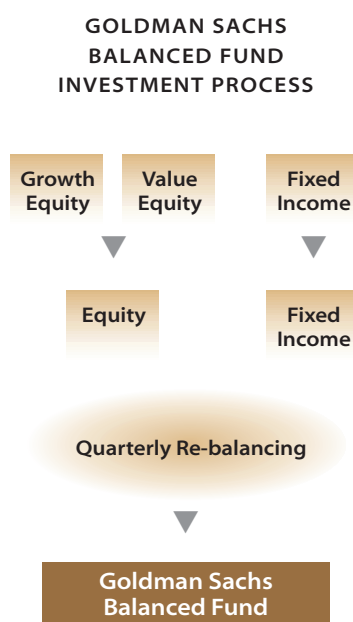 GOLDMAN SACHS
BALANCED FUND
INVESTMENT PROCESS
Growth
Equity
Value
Equity
Fixed
Income
Equity
Fixed
Income
Quarterly Re-balancing
Goldman Sachs
Balanced Fund